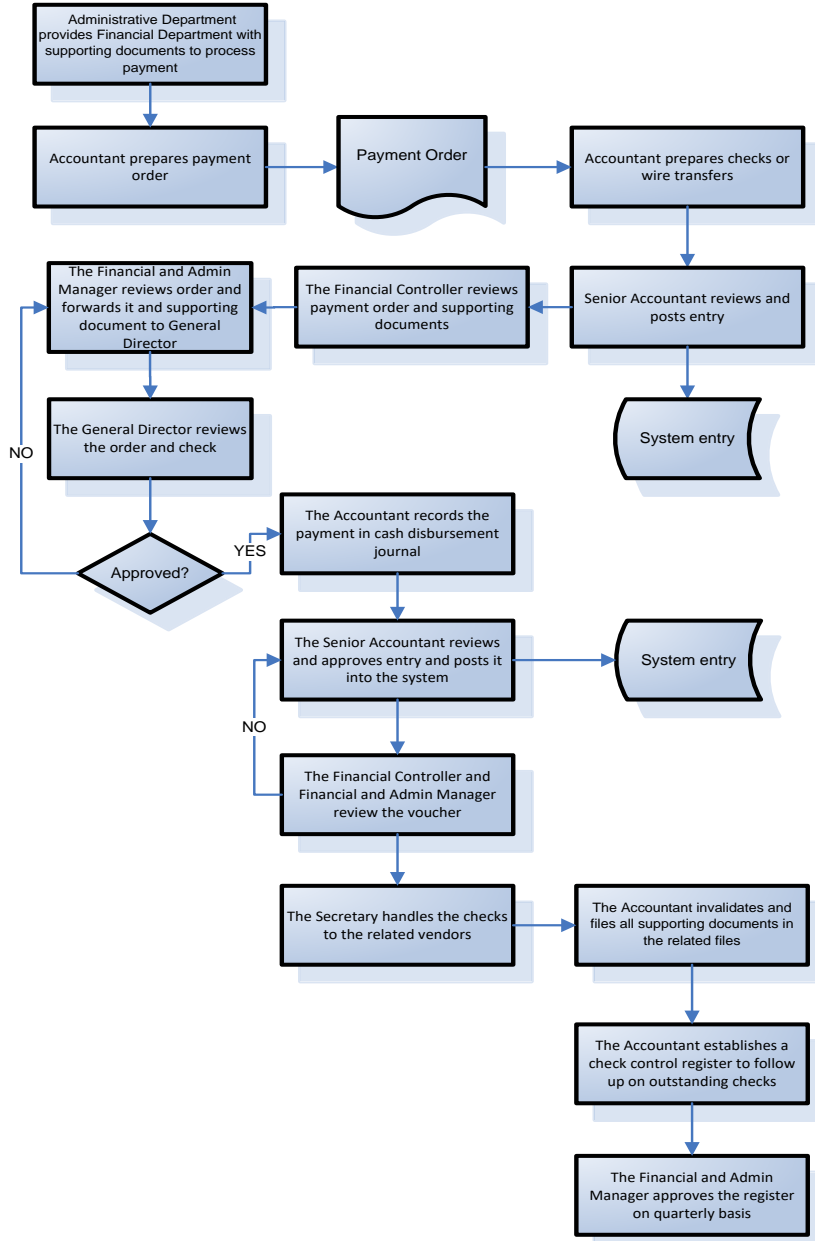 Administrative Department
provides Financial Department with
supporting documents to process
payment
Accountant prepares payment
order
Payment Order
Accountant prepares checks or
wire transfers
The Financial and Admin
Manager reviews order and
forwards it and supporting
document to General
Director
The Financial Controller reviews
payment order and supporting
documents
Senior Accountant reviews and
posts entry
The General Director reviews
the order and check
System entry
NO
Approved?
YES
The Accountant records the
payment in cash disbursement
journal
The Senior Accountant reviews
and approves entry and posts it
into the system
System entry
NO
The Financial Controller and
Financial and Admin Manager
review the voucher
The Secretary handles the checks
to the related vendors
The Accountant invalidates and
files all supporting documents in
the related files
The Accountant establishes a
check control register to follow
up on outstanding checks
The Financial and Admin
Manager approves the register
on quarterly basis